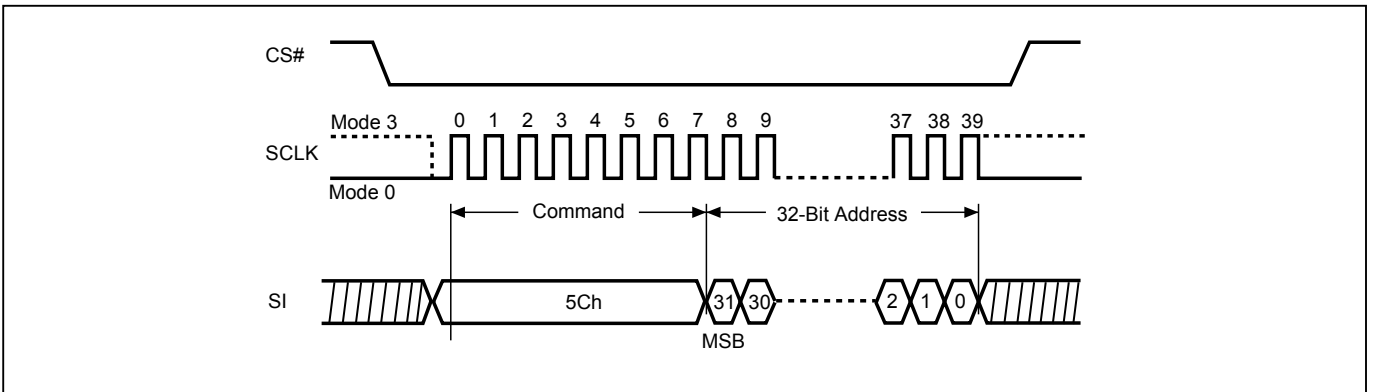 CS#
Mode 3
0 1 2 3 4 5 6 7 8 9 37 38 39
SCLK
Mode 0
Command
32-Bit Address
SI
5Ch
31 30 2 1 0
MSB